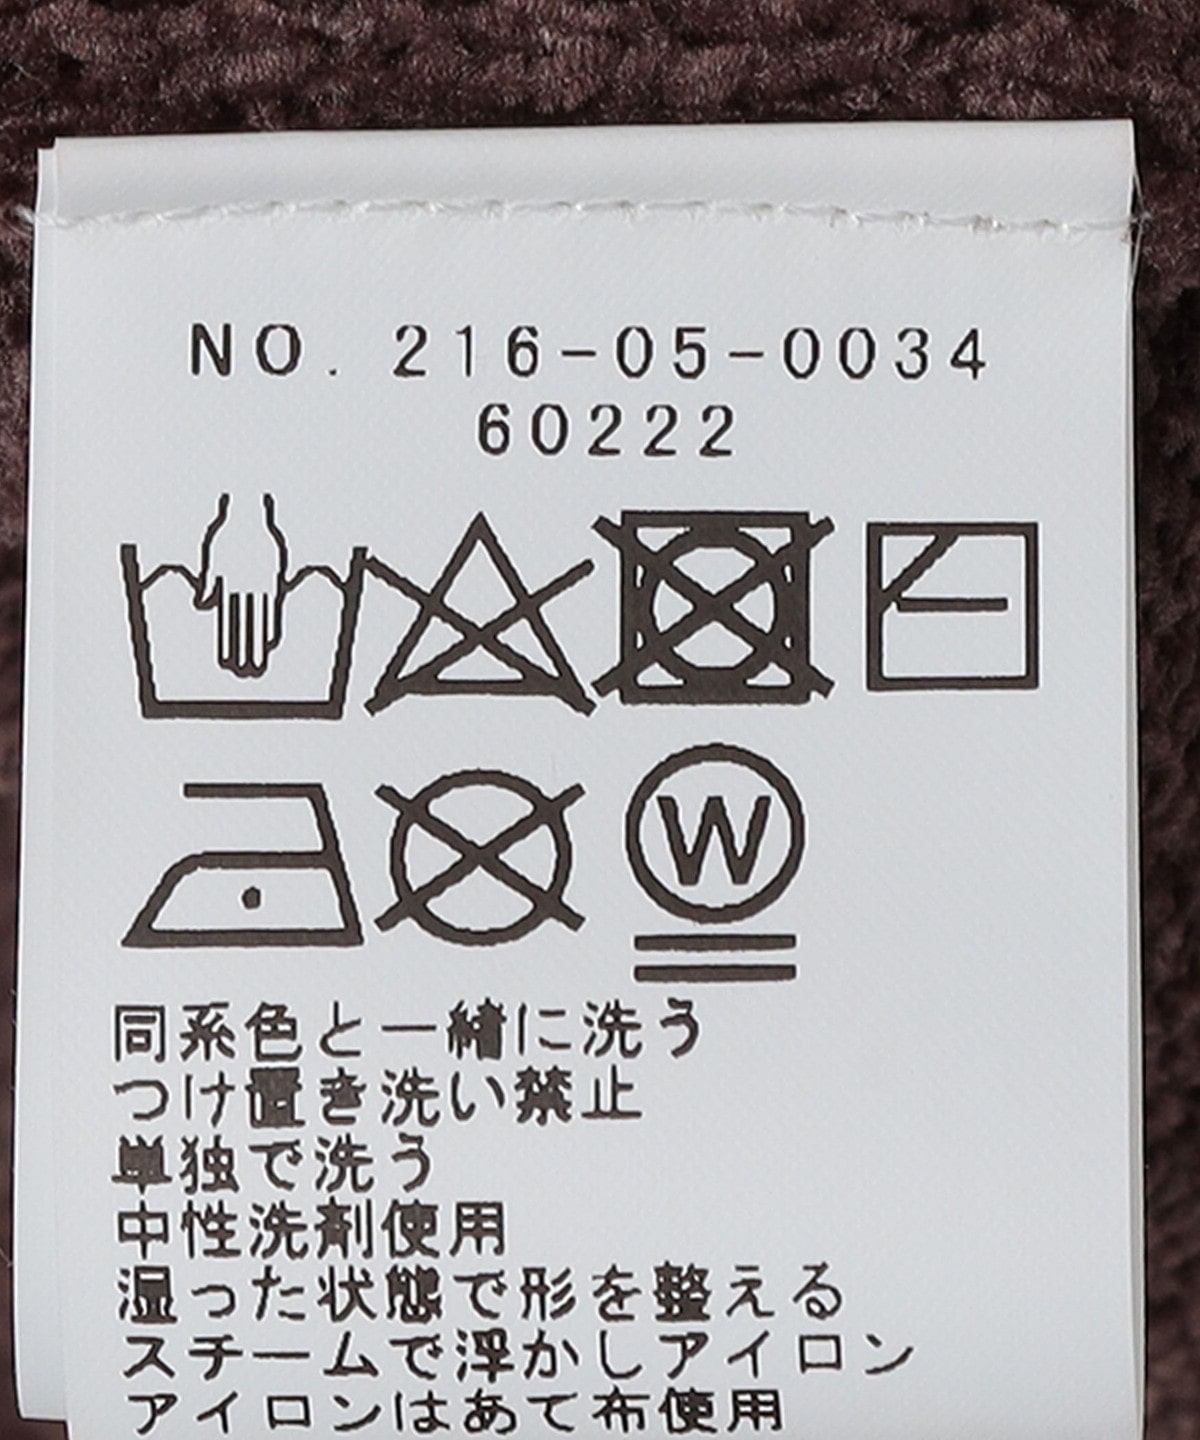 NO. 216-05-0034
60222
W
同系色と一緒に洗う
つけ置き洗い禁止
単独で洗う
中性洗剤使用
湿った状態で形を整える
スチームで浮かしアイロン
アイロンはあて布使用